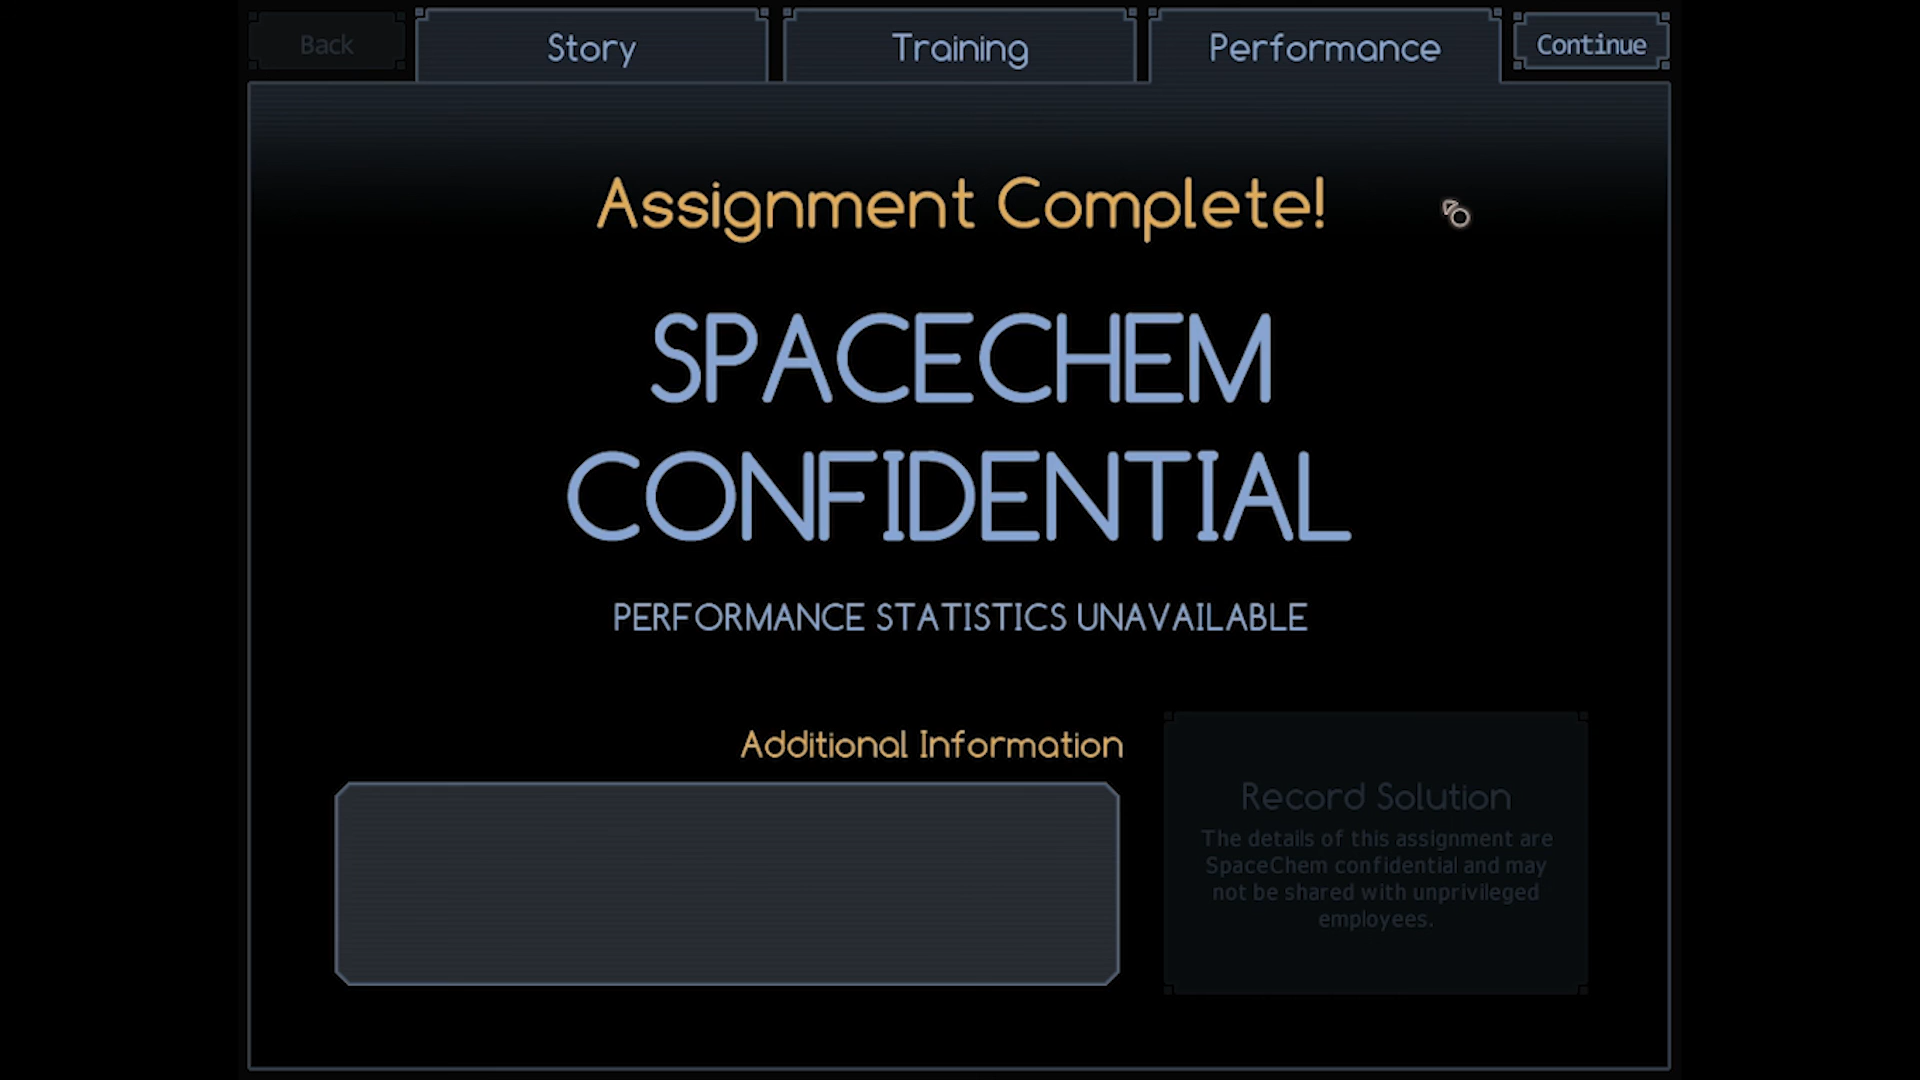 Back
Story
Training
Performance
Continue
Assignment Complete!
SPACECHEM
CONFIDENTIAL
PERFORMANCE STATISTICS UNAVAILABLE
Additional Information
Record Solution
The details of this assignment are
SpaceChem confidential and may
not be shared with unprivileged
employees.